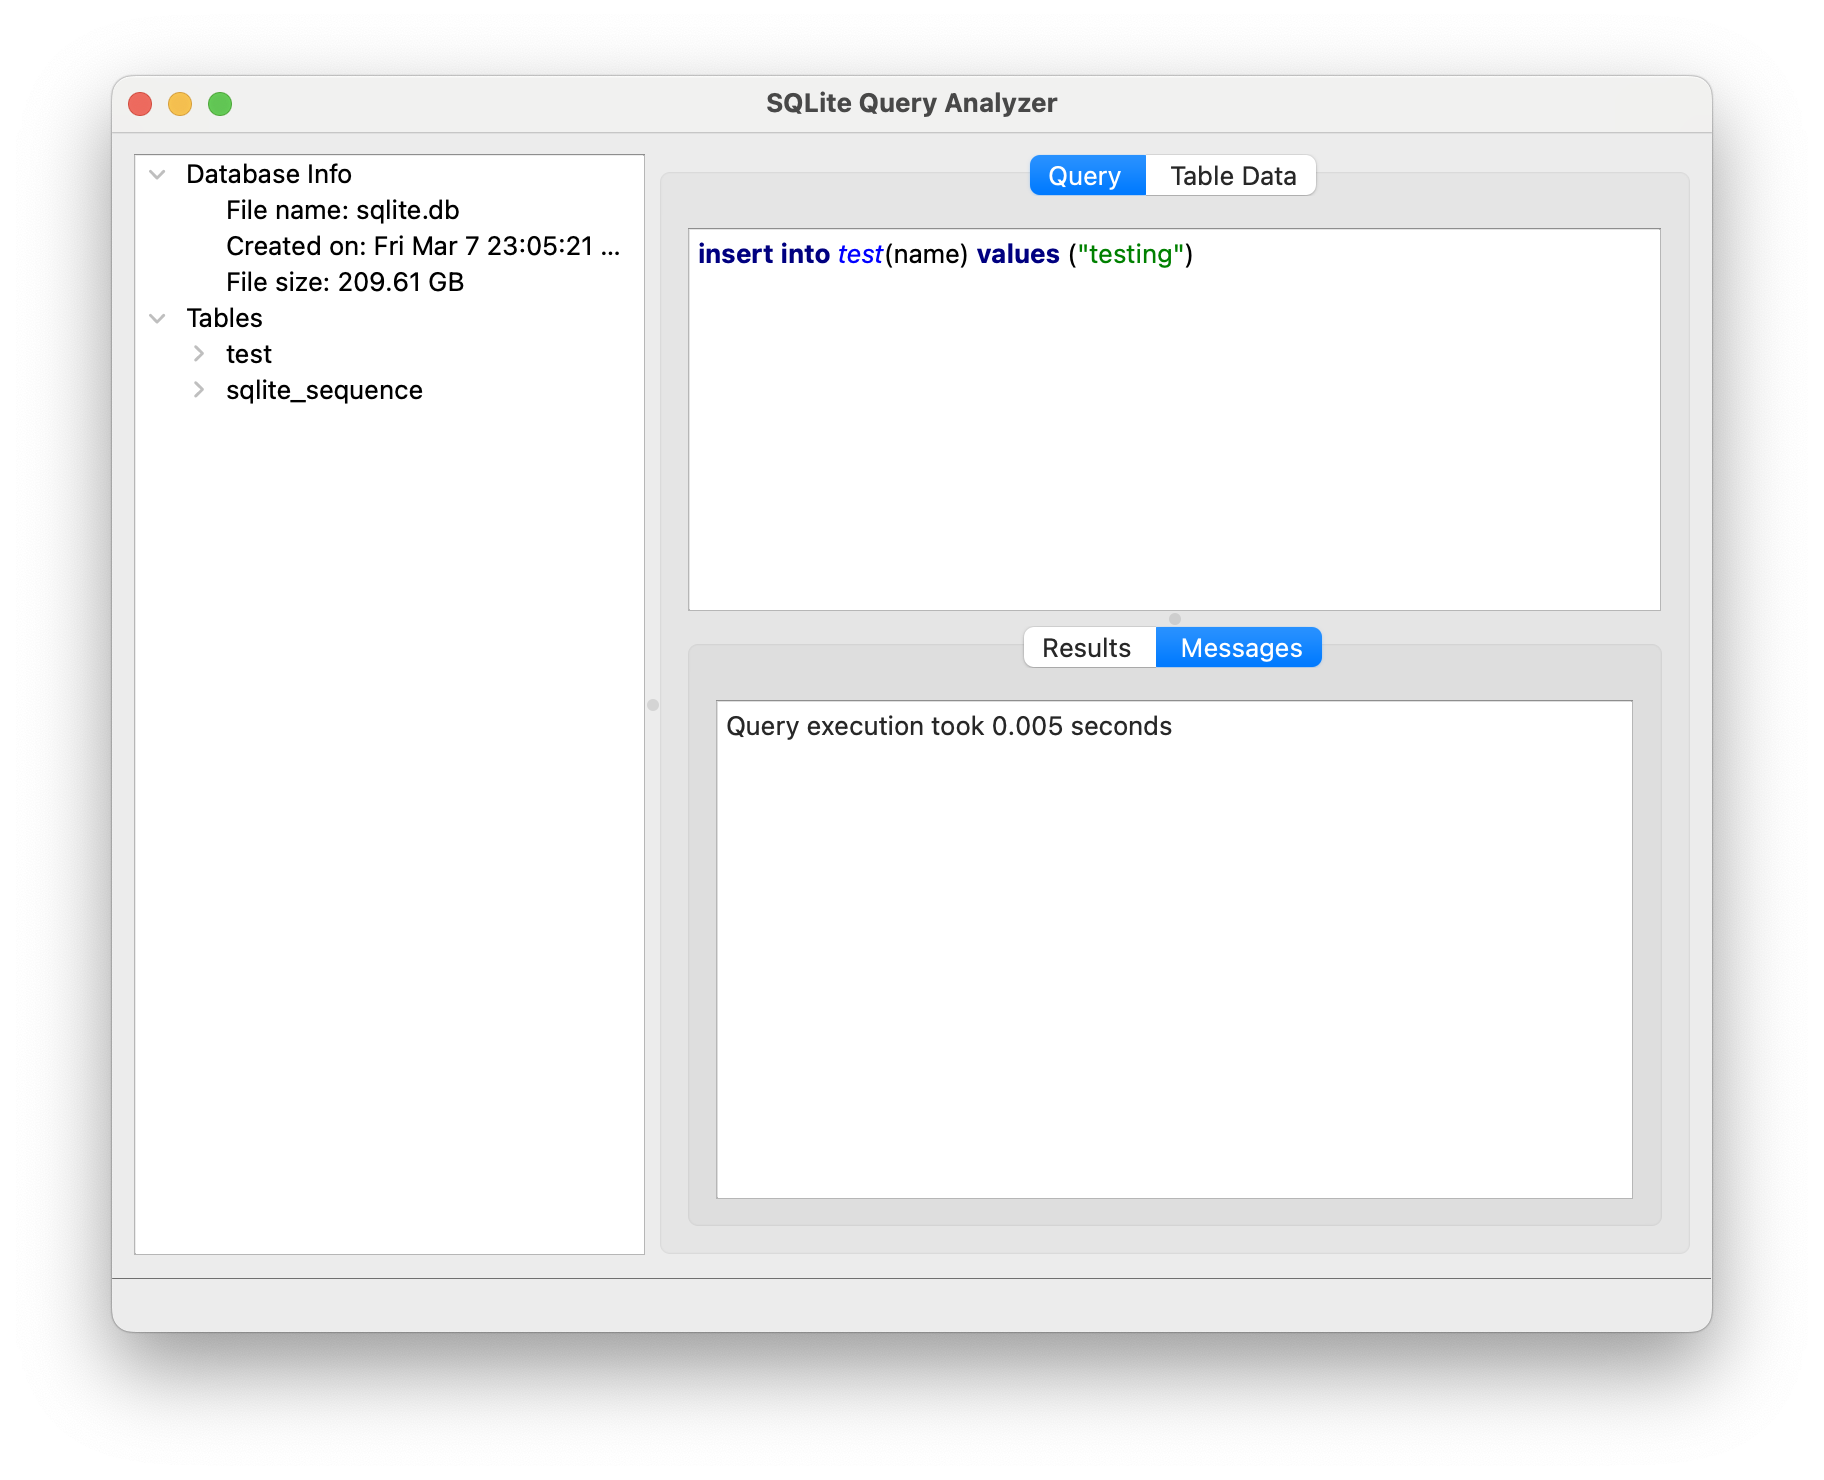 SQLite Query Analyzer
Database Info
File name: sqlite.db
Created on: Fri Mar 7 23:05:21 ...
File size: 209.61 GB
Tables
test
sqlite_sequence
Query
Table Data
insert into test(name) values ("testing")
Results
Messages
Query execution took 0.005 seconds